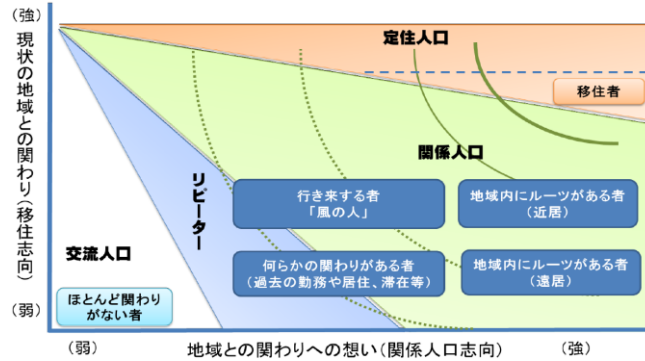 （強）
現状の地域との関わり（移住志向）
（弱）
定住人口
移住者
関係人口
リピーター
行き来する者
「風の人」
地域内にルーツがある者
（近居）
交流人口
何らかの関わりがある者
（過去の勤務や居住、滞在等）
地域内にルーツがある者
（遠居）
ほとんど関わり
がない者
（弱）
地域との関わりへの想い（関係人口志向）
（強）